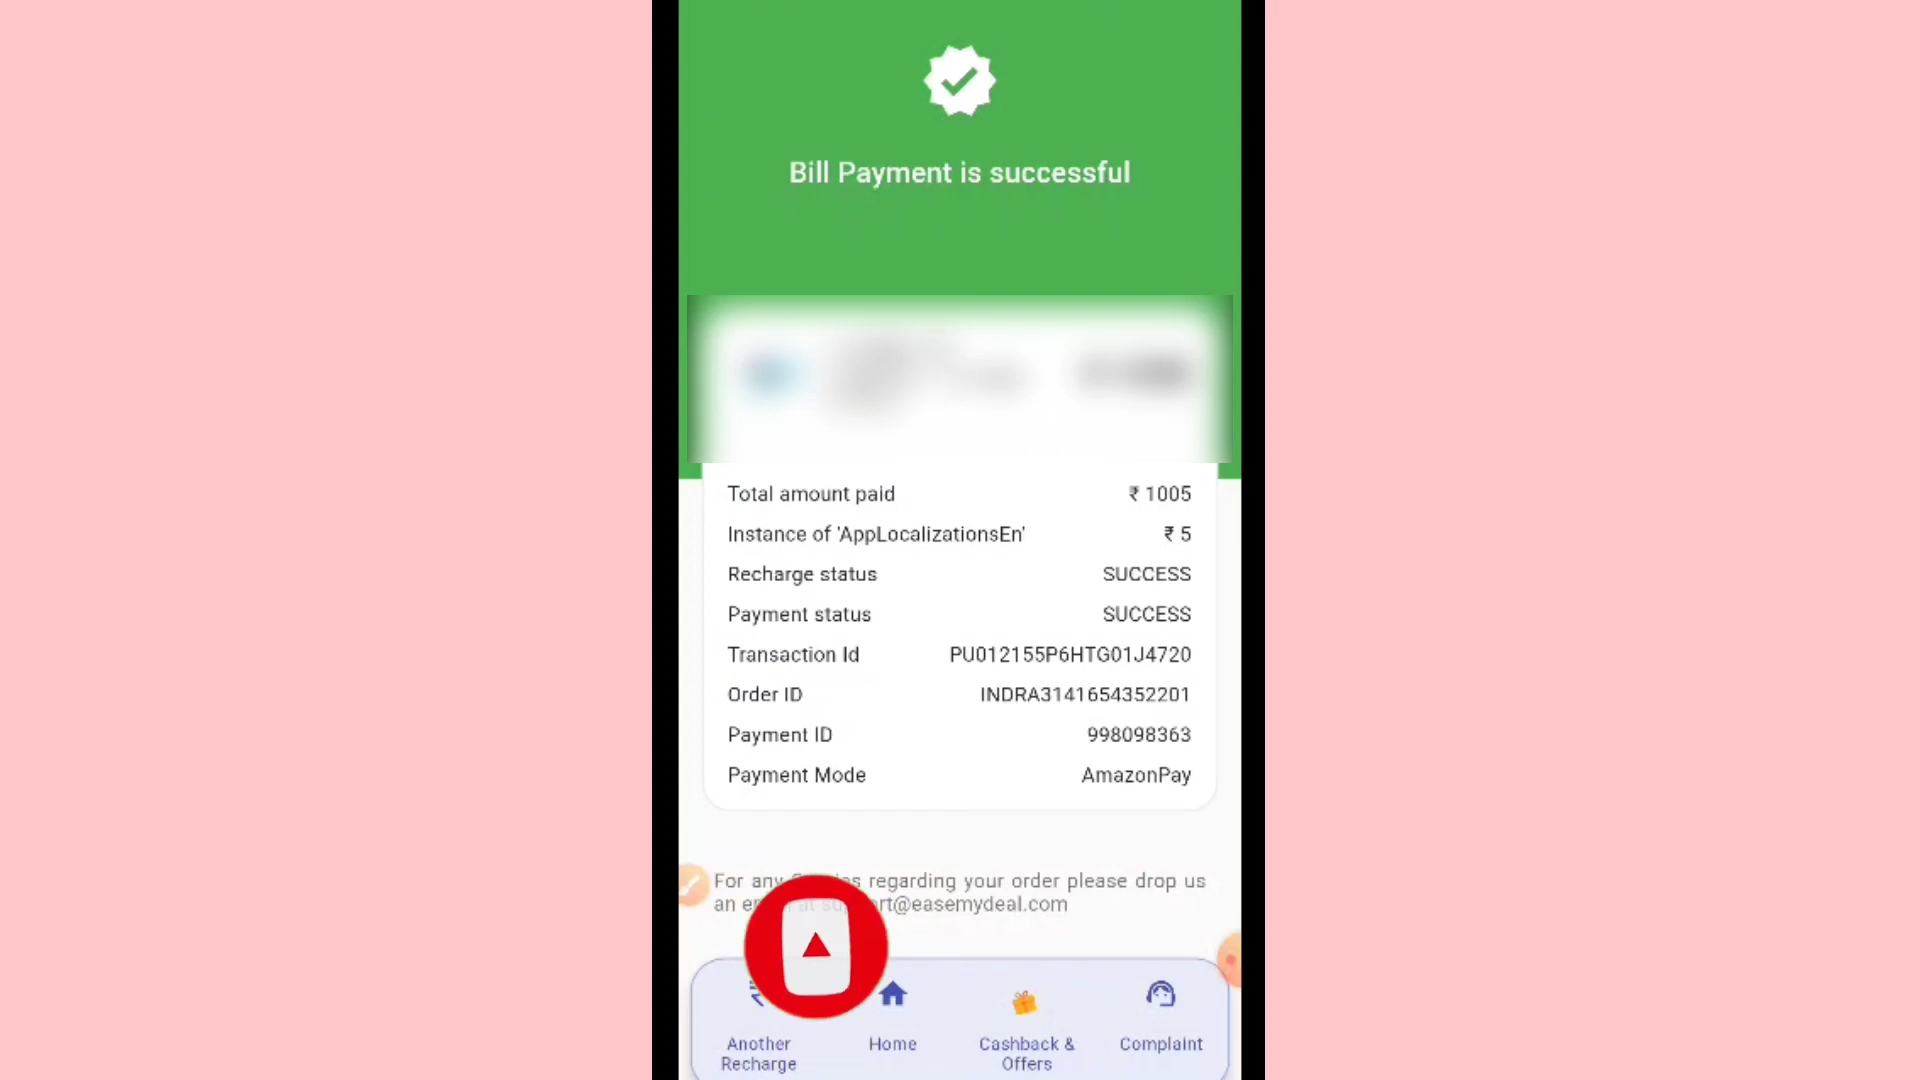 Bill Payment is successful
Total amount paid ₹ 1005
Instance of 'AppLocalizationsEn' ₹ 5
Recharge status SUCCESS
Payment status SUCCESS
Transaction Id PU012155P6HTG01J4720
Order ID INDRA3141654352201
Payment ID 998098363
Payment Mode AmazonPay
For any regarding your order please drop us
an at @easemydeal.com
Another Recharge
Home
Cashback & Offers
Complaint